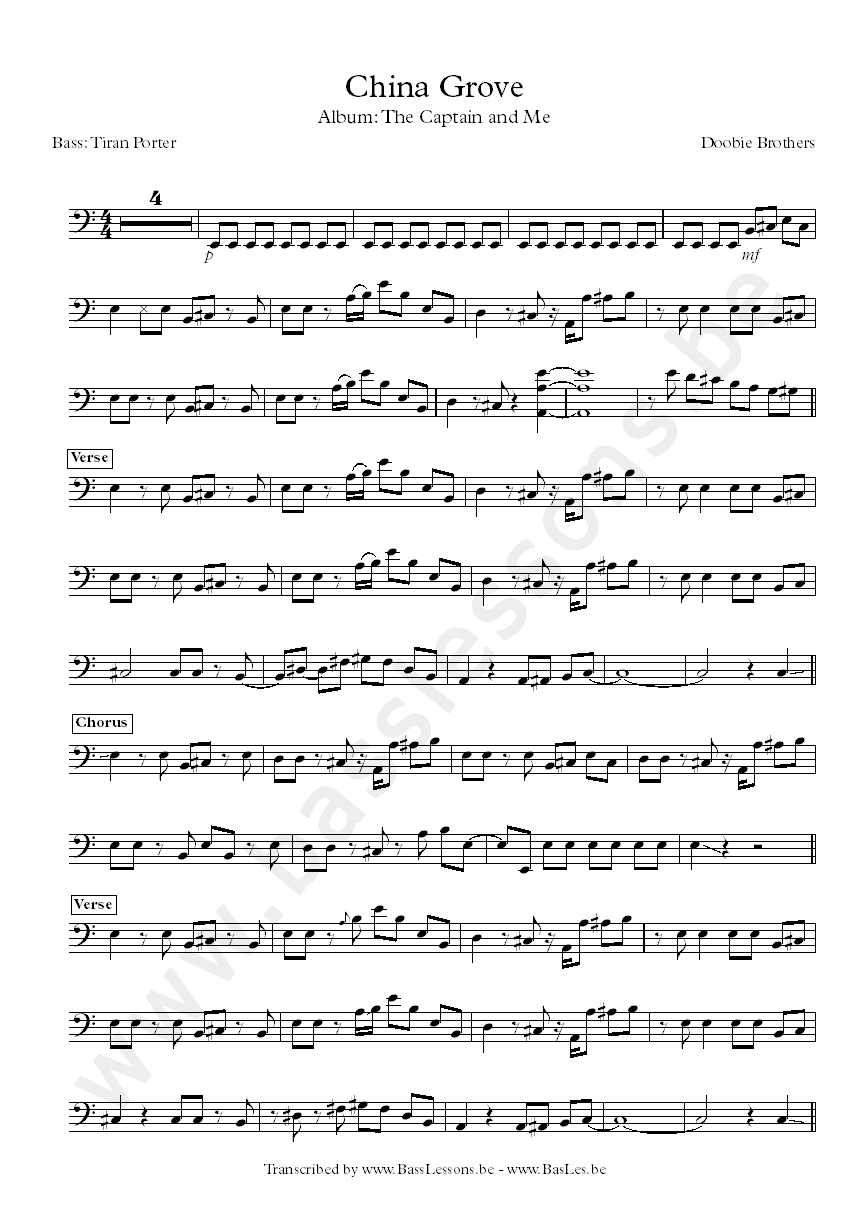 China Grove
Album: The Captain and Me
Bass: Tiran Porter Doobie Brothers
4
4
4
p mf
Verse
Chorus
Verse
www.basslessons.be
Transcribed by www.BassLessons.be - www.BasLes.be